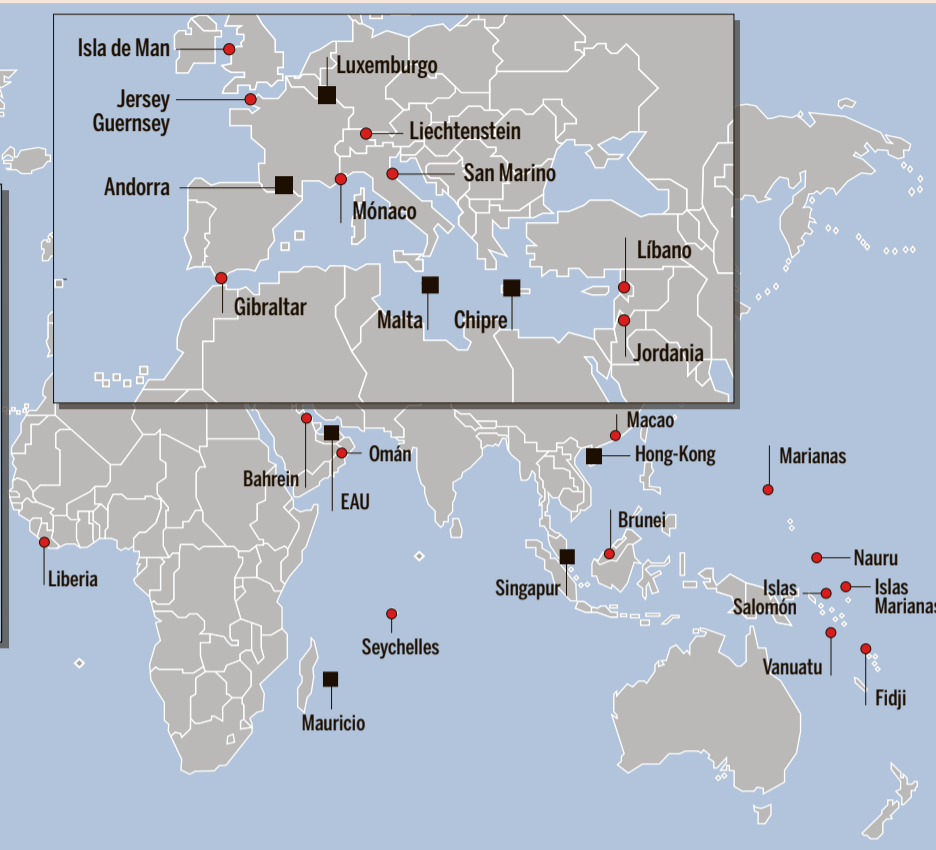 Isla de Man
Luxemburgo
Jersey
Guernsey
Liechtenstein
San Marino
Andorra
Mónaco
Líbano
Gibraltar
Malta
Chipre
Jordania
Macao
Omán
Hong-Kong
Marianas
Bahrein
EAU
Brunei
Nauru
Liberia
Singapur
Islas
Salomón
Islas
Marianas
Seychelles
Vanuatu
Fidji
Mauricio